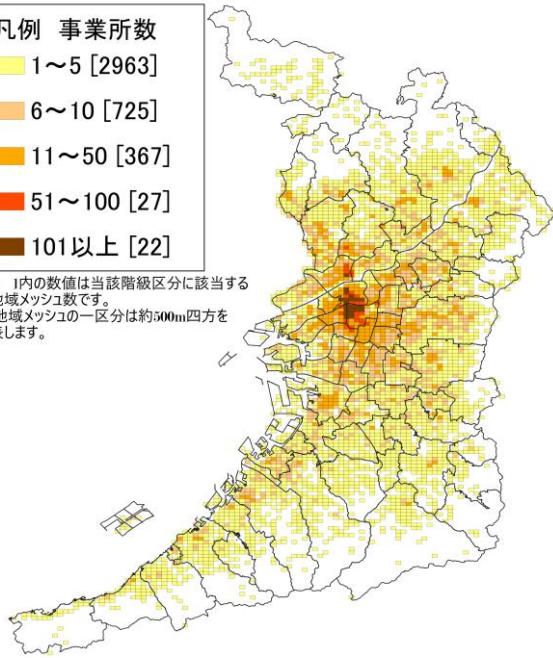 凡例 事業所数
1～5 [2963]
6～10 [725]
11～50 [367]
51～100 [27]
101以上 [22]
]内の数値は当該階級区分に該当する
地域メッシュ数です。
地域メッシュの一区分は約500m四方を
表します。